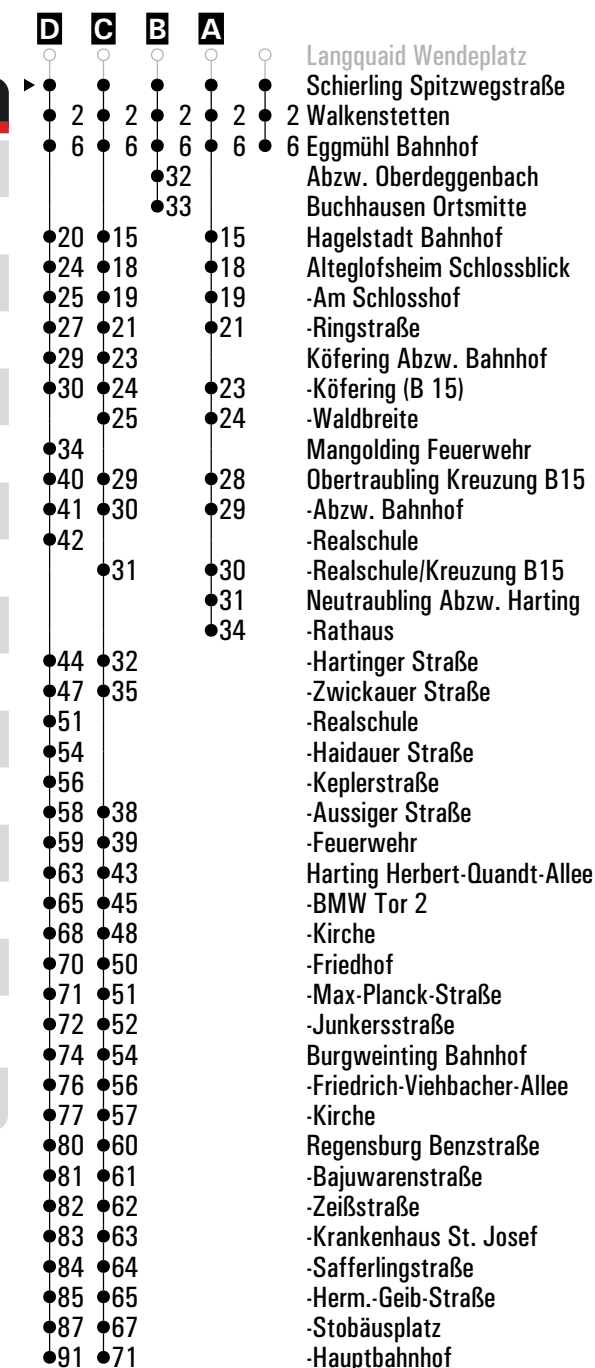 D C B A
Langquaid Wendeplatz
Schierling Spitzwegstraße
2 2 2 2 2 Walkenstetten
6 6 6 6 6 Eggmühl Bahnhof
32 Abzw. Oberdeggenbach
33 Buchhausen Ortsmitte
20 15 15 Hagelstadt Bahnhof
24 18 18 Alteglofsheim Schlossblick
25 19 19 -Am Schlosshof
27 21 21 -Ringstraße
29 23 Köfering Abzw. Bahnhof
30 24 23 -Köfering (B 15)
25 24 -Waldbreite
34 Mangolding Feuerwehr
40 29 28 Obertraubling Kreuzung B15
41 30 29 -Abzw. Bahnhof
42 -Realschule
31 30 -Realschule/Kreuzung B15
31 Neutraubling Abzw. Harting
34 -Rathaus
44 32 -Hartinger Straße
47 35 -Zwickauer Straße
51 -Realschule
54 -Haidauer Straße
56 -Keplerstraße
58 38 -Aussiger Straße
59 39 -Feuerwehr
63 43 Harting Herbert-Quandt-Allee
65 45 -BMW Tor 2
68 48 -Kirche
70 50 -Friedhof
71 51 -Max-Planck-Straße
72 52 -Junkersstraße
74 54 Burgweinting Bahnhof
76 56 -Friedrich-Viehbacher-Allee
77 57 -Kirche
80 60 Regensburg Benzstraße
81 61 -Bajuwarenstraße
82 62 -Zeißstraße
83 63 -Krankenhaus St. Josef
84 64 -Safferlingstraße
85 65 -Herm.-Geib-Straße
87 67 -Stobäusplatz
91 71 -Hauptbahnhof